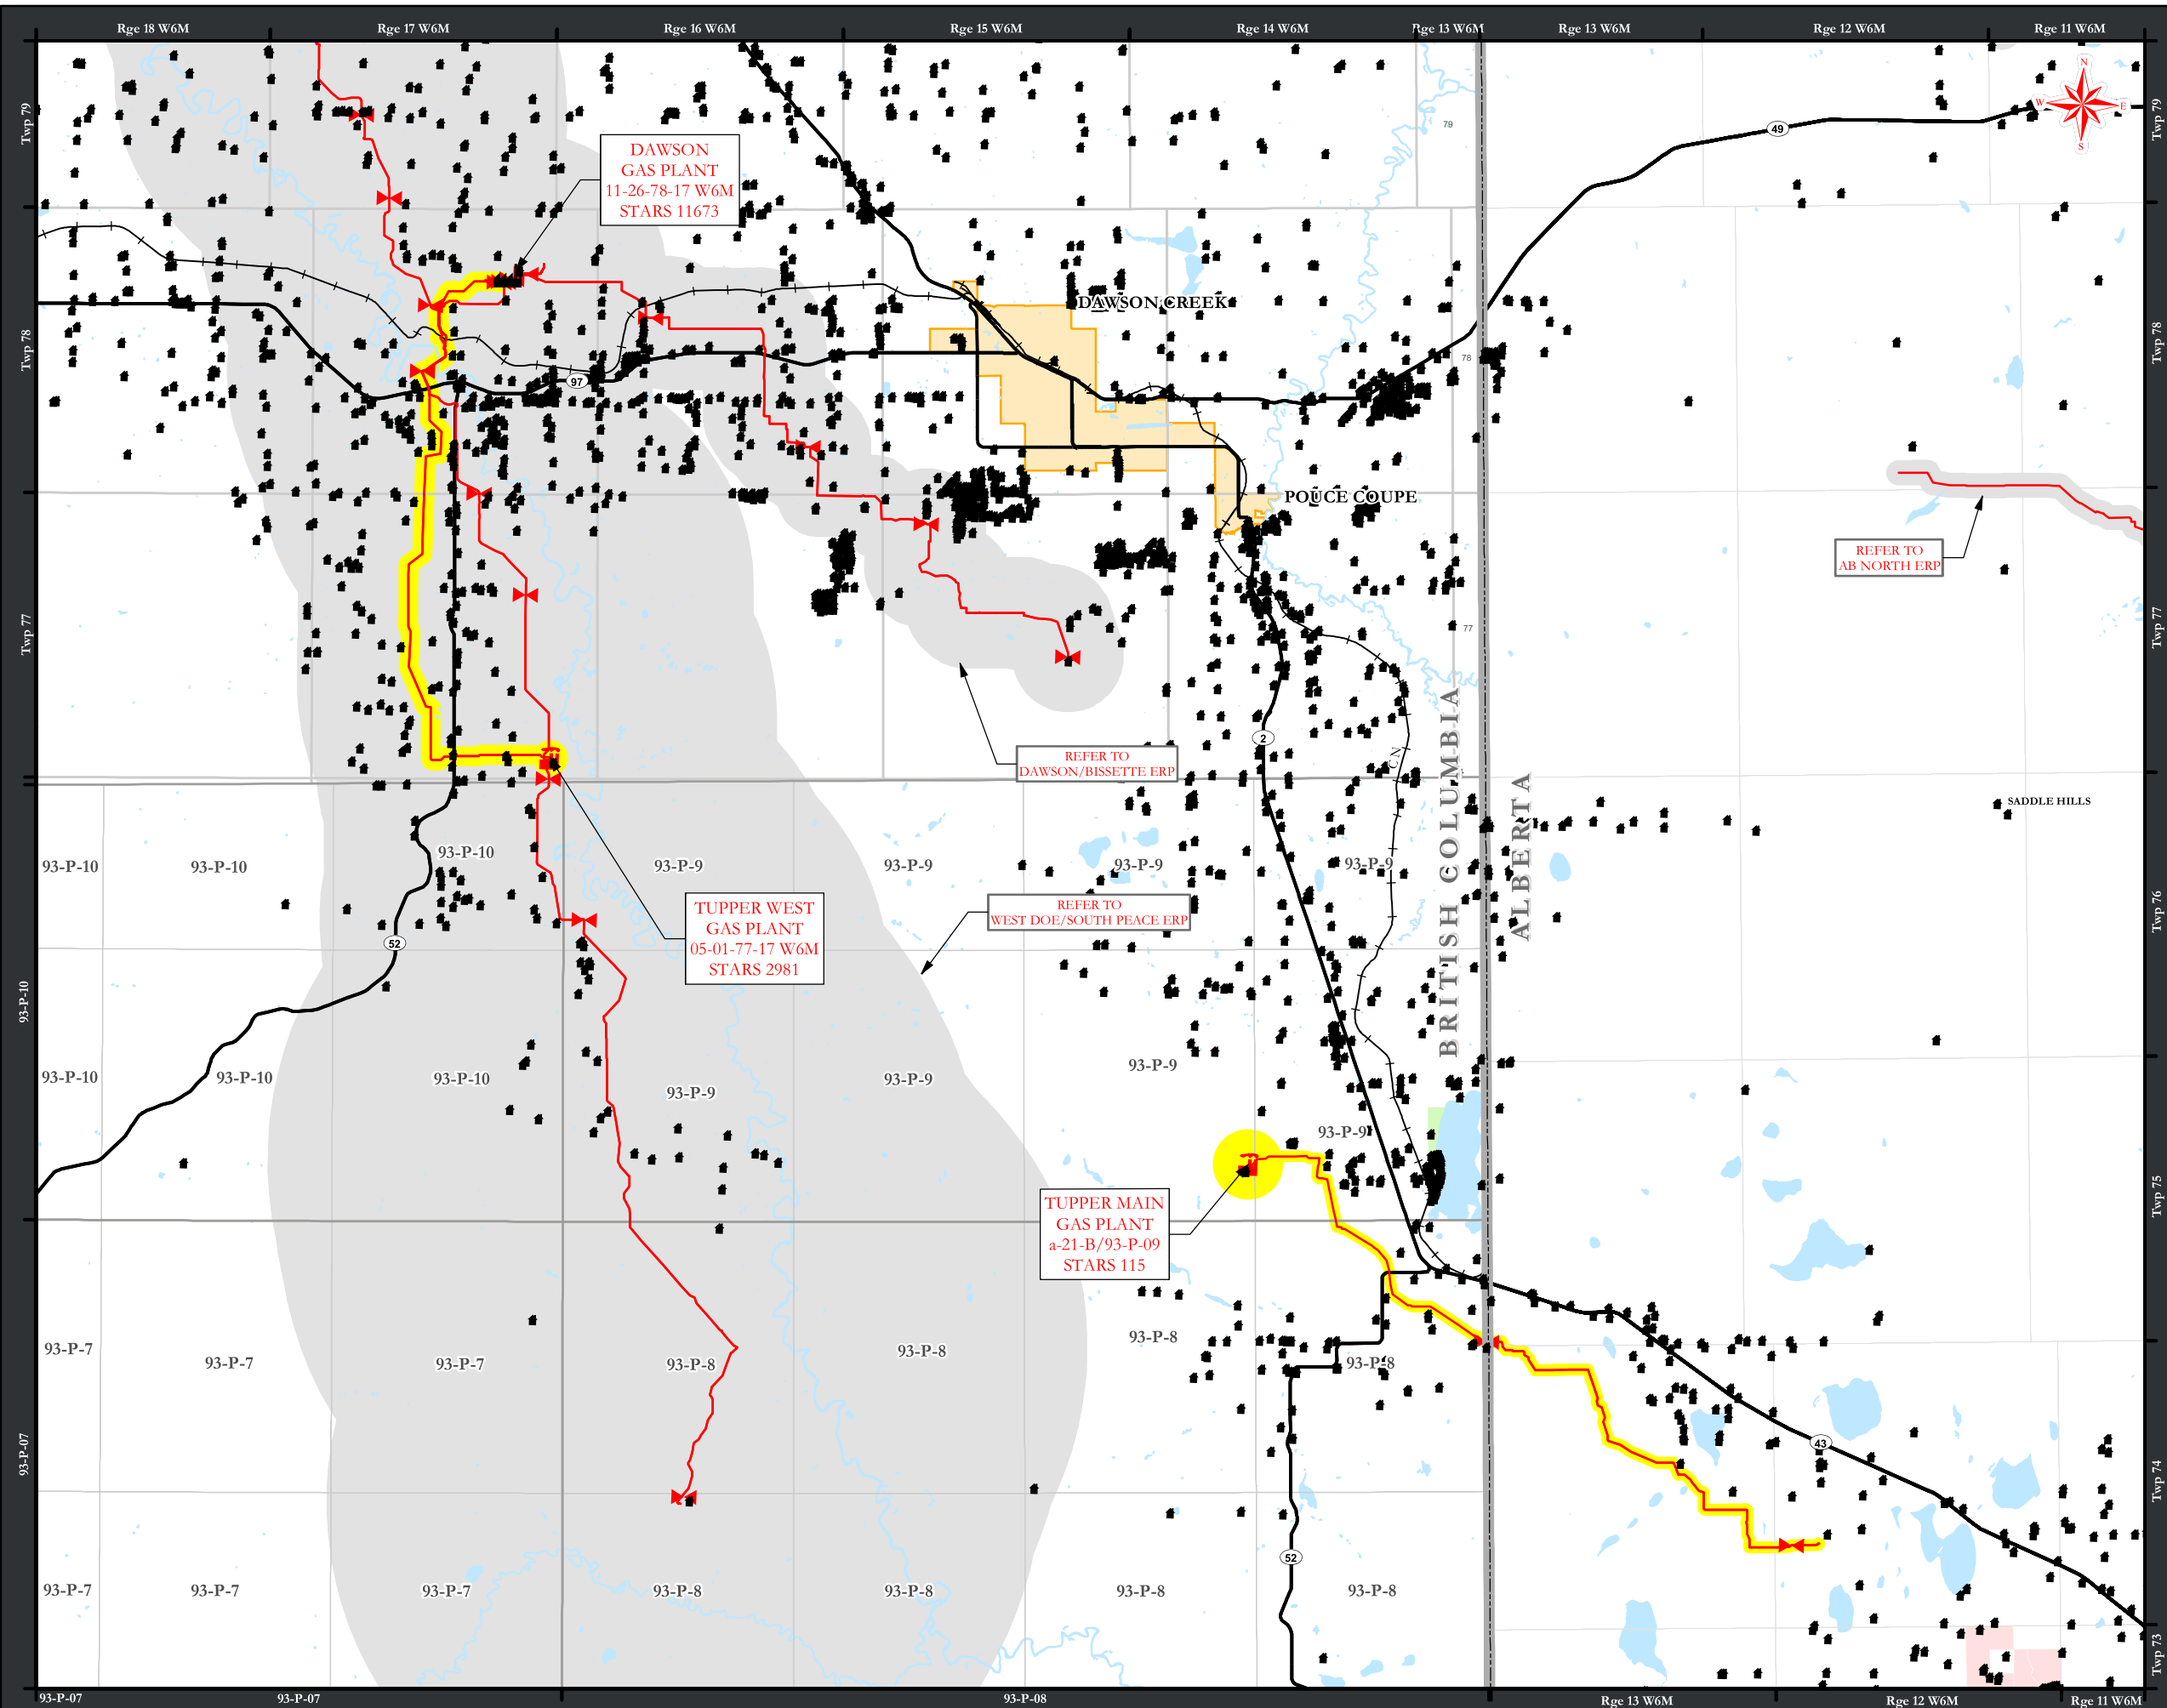 Rge 18 W6M
Rge 17 W6M
Rge 16 W6M
Rge 15 W6M
Rge 14 W6M
Rge 13 W6M
Rge 13 W6M
Rge 12 W6M
Rge 11 W6M
Twp 79
Twp 79
N
W
E
S
79
49
DAWSON
GAS PLANT
11-26-78-17 W6M
STARS 11673
DAWSON CREEK
Twp 78
Twp 78
78
97
POUCE COUPE
REFER TO
AB NORTH ERP
Twp 77
Twp 77
77
2
CN
REFER TO
DAWSON/BISSETTE ERP
BRITISH COLUMBIA
ALBERTA
SADDLE HILLS
93-P-10
93-P-10
93-P-10
93-P-9
93-P-9
93-P-9
93-P-9
REFER TO
WEST DOE/SOUTH PEACE ERP
TUPPER WEST
GAS PLANT
05-01-77-17 W6M
STARS 2981
Twp 76
52
93-P-10
93-P-10
93-P-10
93-P-10
93-P-9
93-P-9
93-P-9
93-P-9
TUPPER MAIN
GAS PLANT
a-21-B/93-P-09
STARS 115
Twp 75
93-P-7
93-P-7
93-P-7
93-P-8
93-P-8
93-P-8
93-P-8
93-P-07
43
Twp 74
52
93-P-7
93-P-7
93-P-7
93-P-8
93-P-8
93-P-8
93-P-8
Twp 73
93-P-07
93-P-07
93-P-08
Rge 13 W6M
Rge 12 W6M
Rge 11 W6M